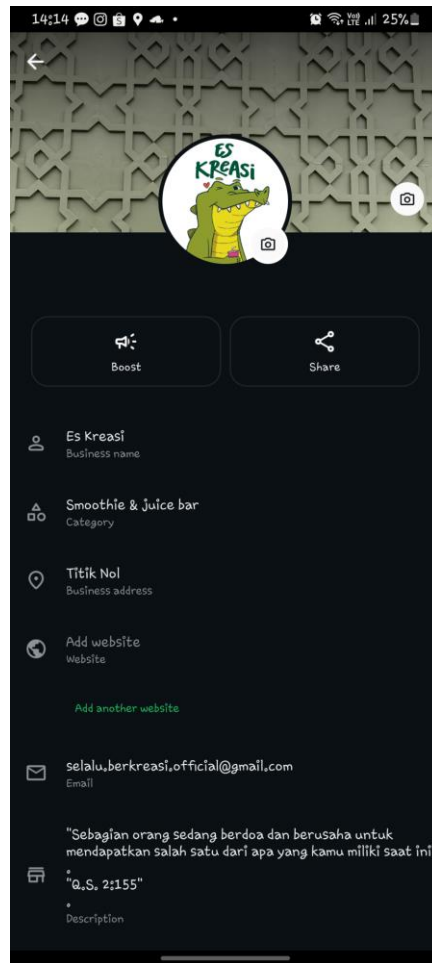 14:14
25%
ES
KREASi
Boost
Share
Es Kreasi
Business name
Smoothie & juice bar
Category
Titik Nol
Business address
Add website
Website
Add another website
selalu.berkreasi.official@gmail.com
Email
"Sebagian orang sedang berdoa dan berusaha untuk
mendapatkan salah satu dari apa yang kamu miliki saat ini
.
"Q.S. 2:155"
.
Description